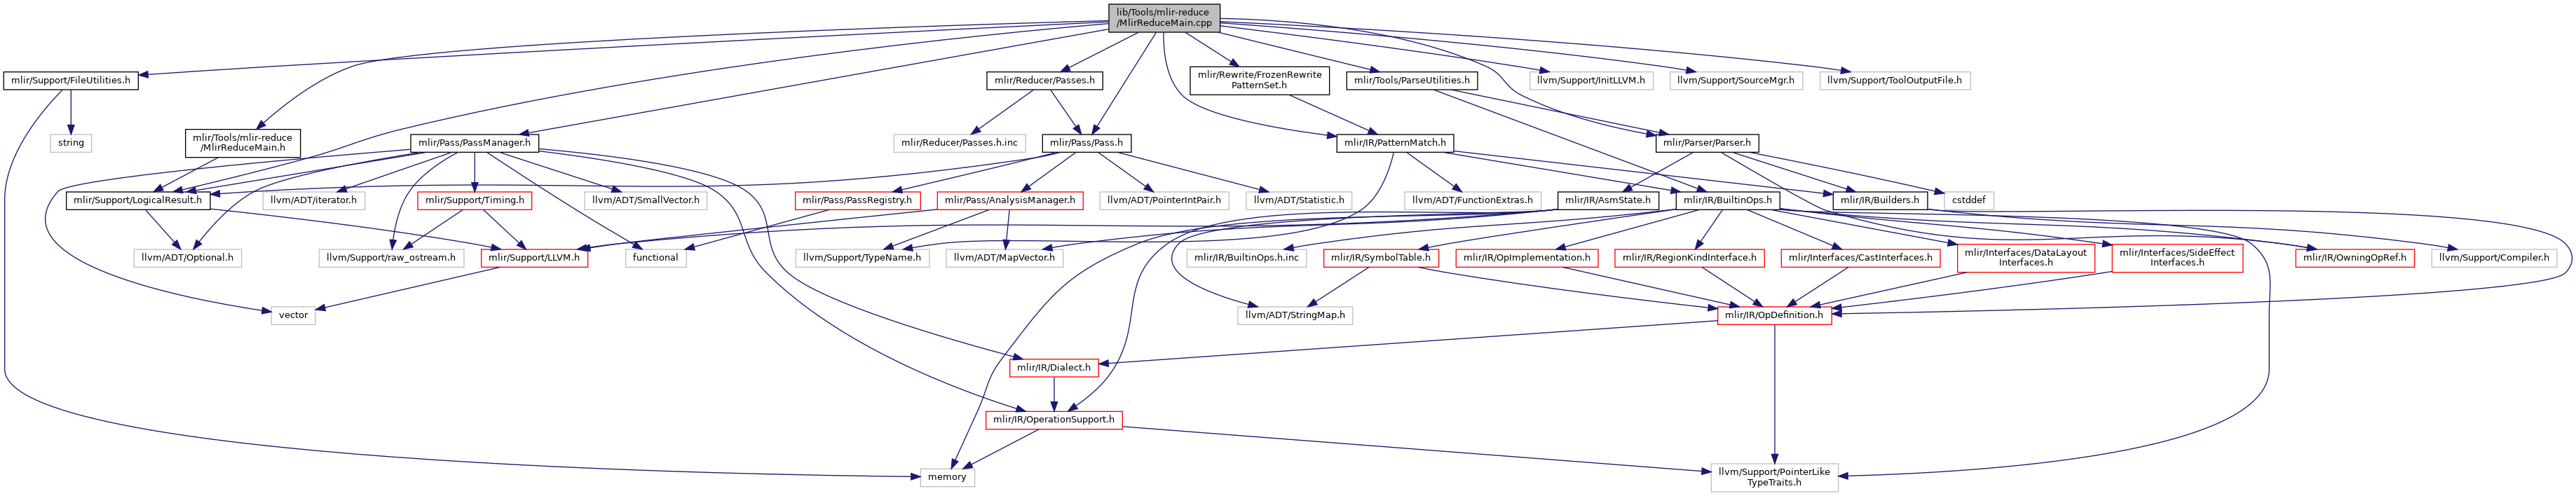 lib/Tools/mlir-reduce
/MlirReduceMain.cpp
mlir/Support/FileUtilities.h
mlir/Reducer/Passes.h
mlir/Rewrite/FrozenRewrite
PatternSet.h
mlir/Tools/ParseUtilities.h
llvm/Support/InitLLVM.h
llvm/Support/SourceMgr.h
llvm/Support/ToolOutputFile.h
string
mlir/Tools/mlir-reduce
/MlirReduceMain.h
mlir/Pass/PassManager.h
mlir/Reducer/Passes.h.inc
mlir/Pass/Pass.h
mlir/IR/PatternMatch.h
mlir/Parser/Parser.h
mlir/Support/LogicalResult.h
llvm/ADT/iterator.h
mlir/Support/Timing.h
llvm/ADT/SmallVector.h
mlir/Pass/PassRegistry.h
mlir/Pass/AnalysisManager.h
llvm/ADT/PointerIntPair.h
llvm/ADT/Statistic.h
llvm/ADT/FunctionExtras.h
mlir/IR/AsmState.h
mlir/IR/BuiltinOps.h
mlir/IR/Builders.h
cstddef
llvm/ADT/Optional.h
llvm/Support/raw_ostream.h
mlir/Support/LLVM.h
functional
llvm/Support/TypeName.h
llvm/ADT/MapVector.h
mlir/IR/BuiltinOps.h.inc
mlir/IR/SymbolTable.h
mlir/IR/OpImplementation.h
mlir/IR/RegionKindInterface.h
mlir/Interfaces/CastInterfaces.h
mlir/Interfaces/DataLayout
Interfaces.h
mlir/Interfaces/SideEffect
Interfaces.h
mlir/IR/OwningOpRef.h
llvm/Support/Compiler.h
vector
llvm/ADT/StringMap.h
mlir/IR/OpDefinition.h
mlir/IR/Dialect.h
mlir/IR/OperationSupport.h
memory
llvm/Support/PointerLike
TypeTraits.h